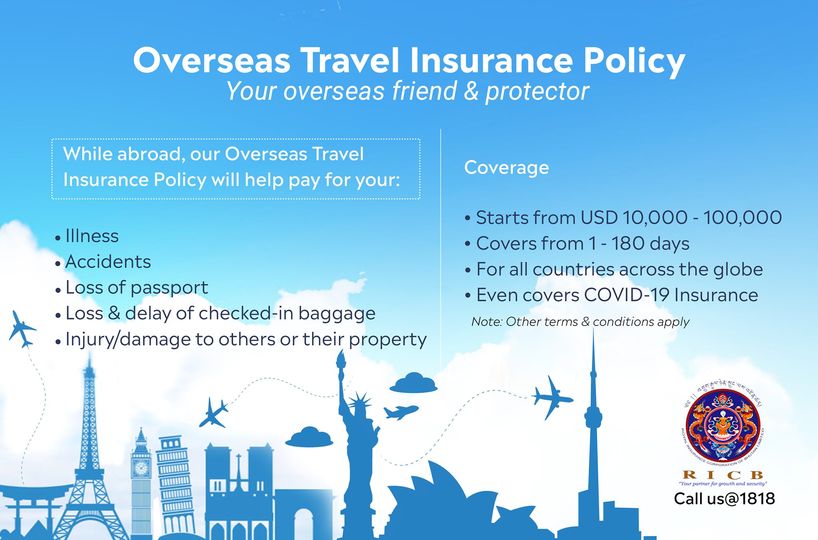 Overseas Travel Insurance Policy
Your overseas friend & protector
While abroad, our Overseas Travel
Insurance Policy will help pay for your:
• Illness
• Accidents
• Loss of passport
• Loss & delay of checked-in baggage
• Injury/damage to others or their property
Coverage
• Starts from USD 10,000 - 100,000
• Covers from 1 - 180 days
• For all countries across the globe
• Even covers COVID-19 Insurance
Note: Other terms & conditions apply
R I C B
"Your partner for growth and security"
Call us@1818